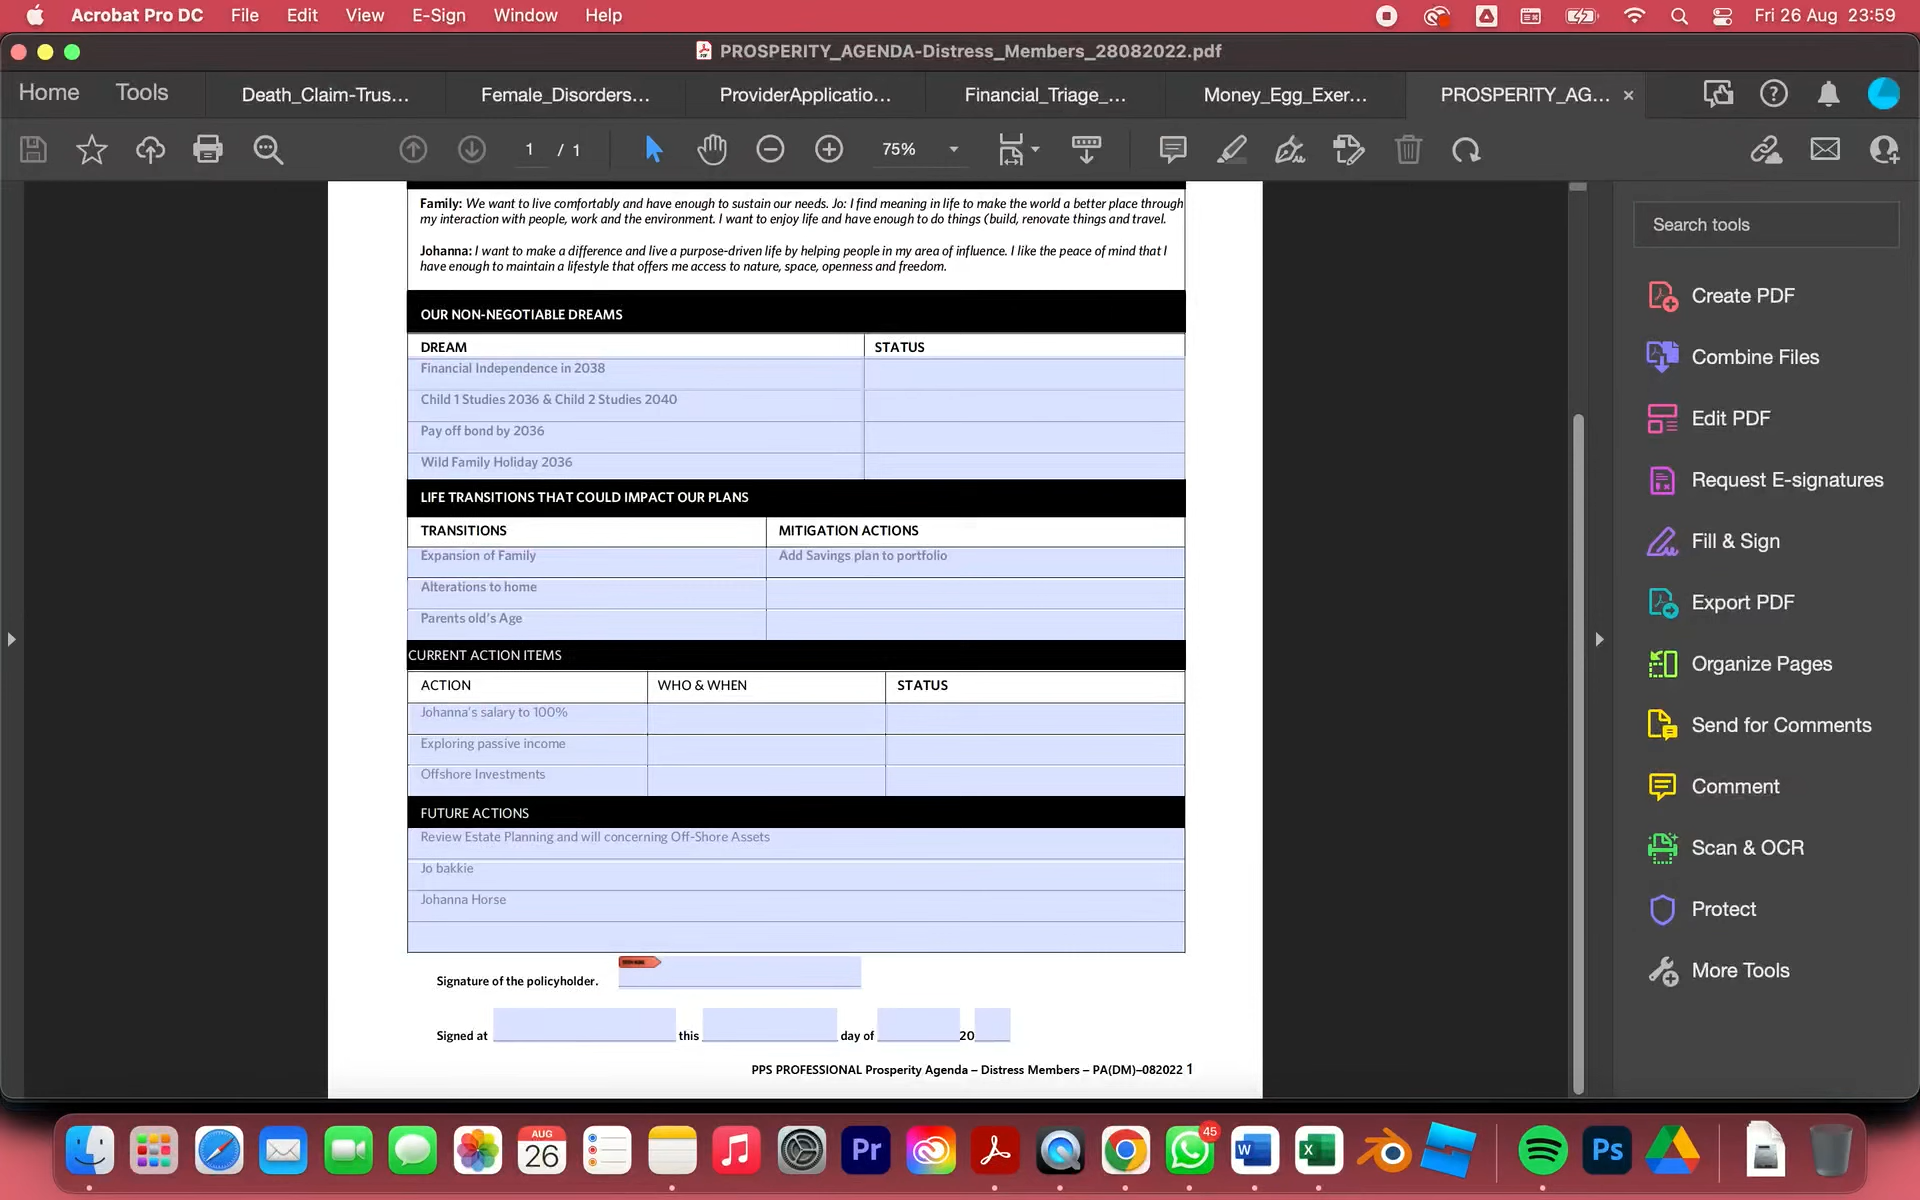 Acrobat Pro DC File Edit View E-Sign Window Help Fri 26 Aug 23:59
PROSPERITY_AGENDA-Distress_Members_28082022.pdf
Home Tools Death_Claim-Trus... Female_Disorders... ProviderApplicatio... Financial_Triage_... Money_Egg_Exer... PROSPERITY_AG... ×
1 / 1 75%
Family: We want to live comfortably and have enough to sustain our needs. Jo: I find meaning in life to make the world a better place through
my interaction with people, work and the environment. I want to enjoy life and have enough to do things (build, renovate things and travel.
Johanna: I want to make a difference and live a purpose-driven life by helping people in my area of influence. I like the peace of mind that I
have enough to maintain a lifestyle that offers me access to nature, space, openness and freedom.
OUR NON-NEGOTIABLE DREAMS
DREAM STATUS
Financial Independence in 2038
Child 1 Studies 2036 & Child 2 Studies 2040
Pay off bond by 2036
Wild Family Holiday 2036
LIFE TRANSITIONS THAT COULD IMPACT OUR PLANS
TRANSITIONS MITIGATION ACTIONS
Expansion of Family Add Savings plan to portfolio
Alterations to home
Parents old's Age
CURRENT ACTION ITEMS
ACTION WHO & WHEN STATUS
Johanna's salary to 100%
Exploring passive income
Offshore Investments
FUTURE ACTIONS
Review Estate Planning and will concerning Off-Shore Assets
Jo bakkie
Johanna Horse
Signature of the policyholder.
Signed at this day of 20
PPS PROFESSIONAL Prosperity Agenda – Distress Members – PA(DM)–082022 1
Search tools
Create PDF
Combine Files
Edit PDF
Request E-signatures
Fill & Sign
Export PDF
Organize Pages
Send for Comments
Comment
Scan & OCR
Protect
More Tools
AUG
26
Pr
45
W
X
Ps